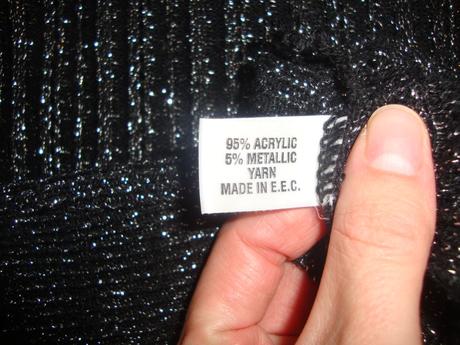 95% ACRYLIC
5% METALLIC
YARN
MADE IN E.E.C.